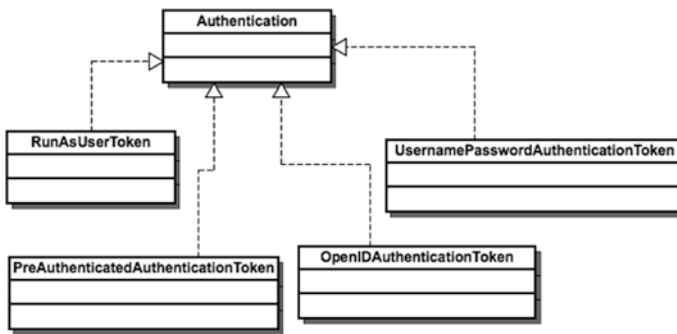 Authentication
RunAsUserToken
UsernamePasswordAuthenticationToken
PreAuthenticatedAuthenticationToken
OpenIDAuthenticationToken